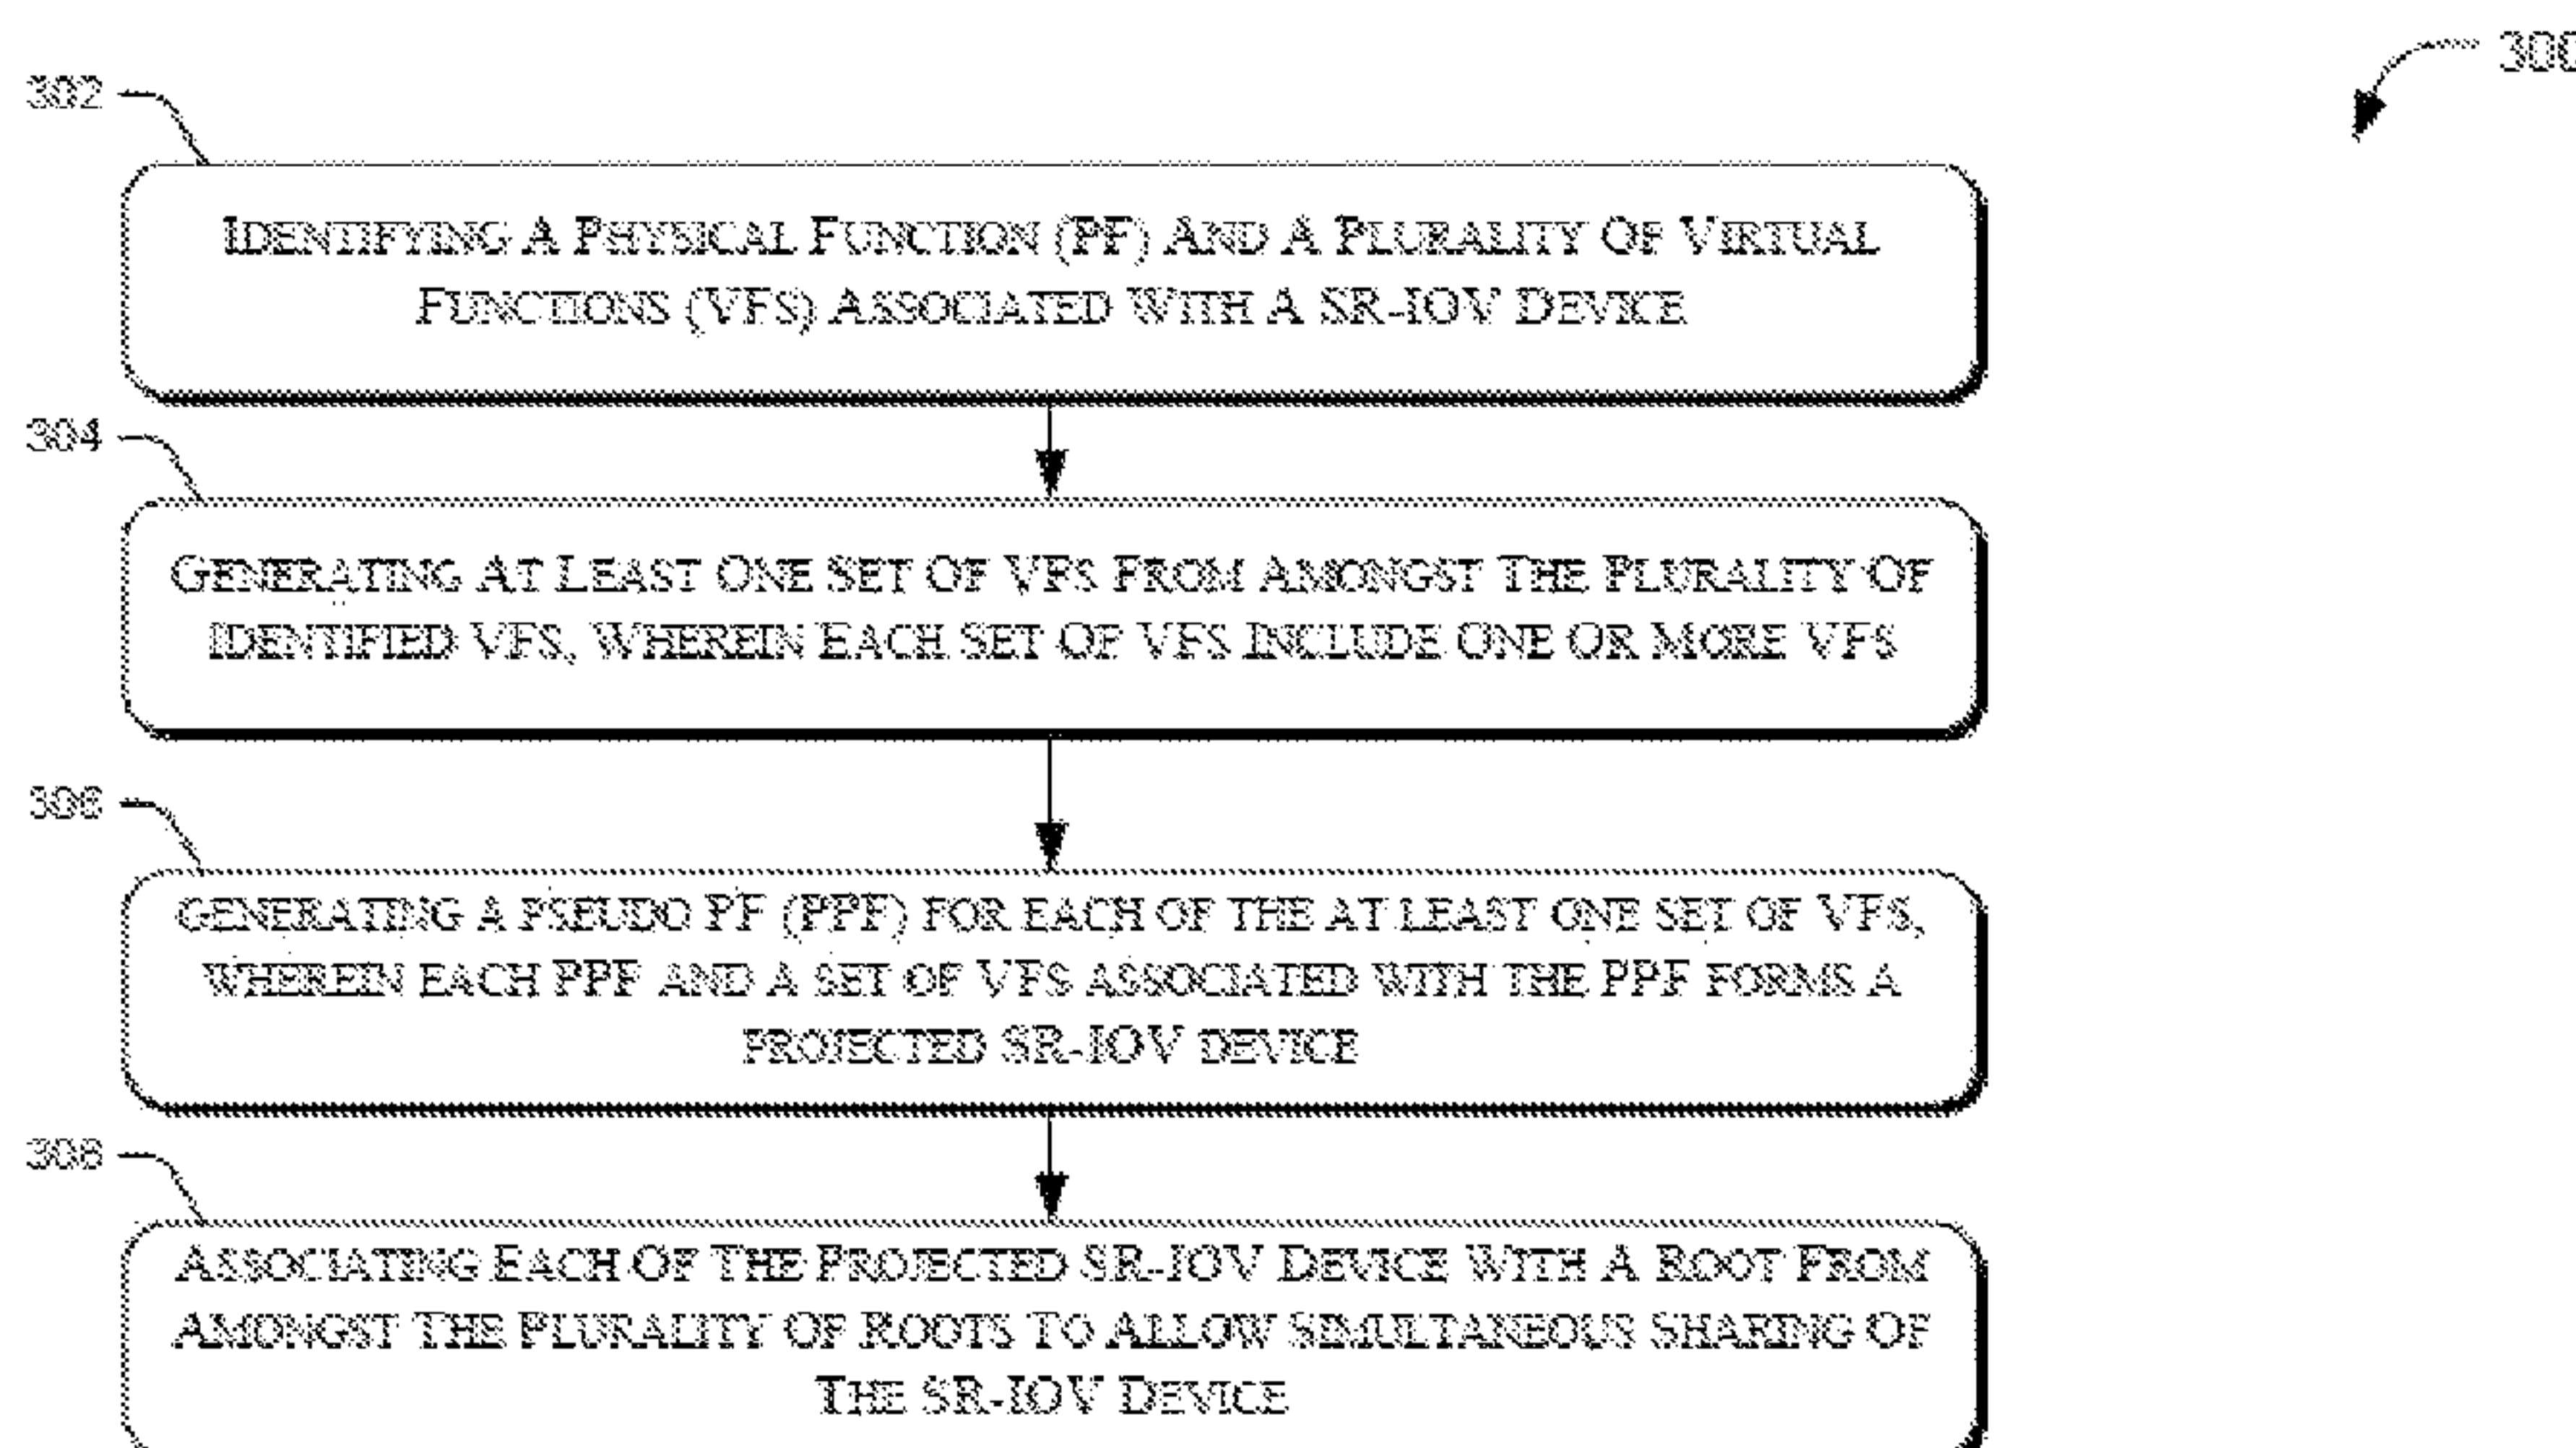 300
302
IDENTIFYING A PHYSICAL FUNCTION (PF) AND A PLURALITY OF VIRTUAL
FUNCTIONS (VFS) ASSOCIATED WITH A SR-IOV DEVICE
304
GENERATING AT LEAST ONE SET OF VFS FROM AMONGST THE PLURALITY OF
IDENTIFIED VFS, WHEREIN EACH SET OF VFS INCLUDE ONE OR MORE VFS
306
GENERATING A PSEUDO PF (PPF) FOR EACH OF THE AT LEAST ONE SET OF VFS,
WHEREIN EACH PPF AND A SET OF VFS ASSOCIATED WITH THE PPF FORMS A
PROJECTED SR-IOV DEVICE
308
ASSOCIATING EACH OF THE PROJECTED SR-IOV DEVICE WITH A ROOT FROM
AMONGST THE PLURALITY OF ROOTS TO ALLOW SIMULTANEOUS SHARING OF
THE SR-IOV DEVICE